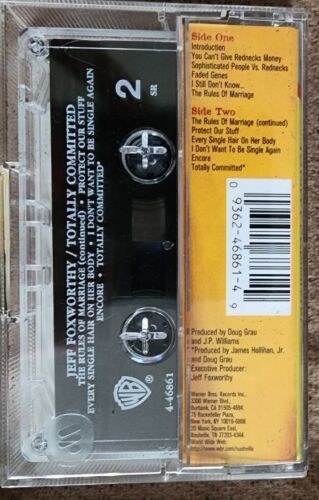 Side One
Introduction
You Can't Give Rednecks Money
Sophisticated People Vs. Rednecks
Faded Genes
I Still Don't Know...
The Rules Of Marriage
Side Two
The Rules Of Marriage (continued)
Protect Our Stuff
Every Single Hair On Her Body
I Don't Want To Be Single Again
Encore
Totally Committed*
0 9362-46861-4 9
Produced by Doug Grau
and J.P. Williams
*Produced by James Hollihan, Jr.
and Doug Grau
Executive Producer:
Jeff Foxworthy
Warner Bros. Records Inc.
3300 Warner Blvd.
Burbank, CA 91505-4694
75 Rockefeller Plaza,
New York, NY 10019-6908
20 Music Square East,
Nashville, TN 37203-4344
World Wide Web:
http://www.wbr.com/nashville
JEFF FOXWORTHY / TOTALLY COMMITTED
THE RULES OF MARRIAGE (continued) • PROTECT OUR STUFF
EVERY SINGLE HAIR ON HER BODY • I DON'T WANT TO BE SINGLE AGAIN
ENCORE • TOTALLY COMMITTED*
2
SR
WB
4-46861